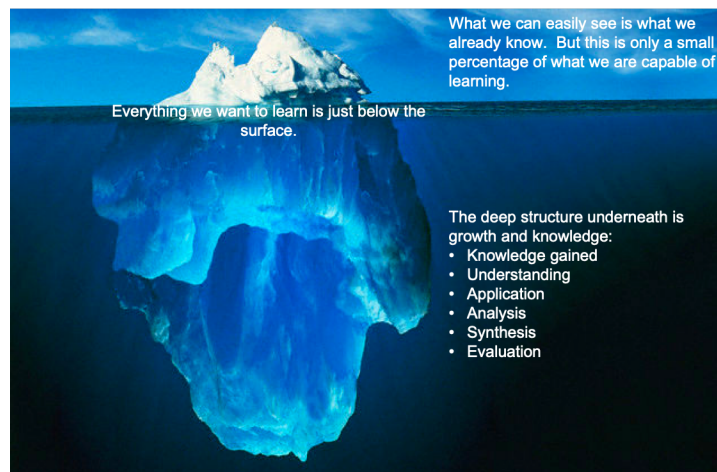 What we can easily see is what we
already know.  But this is only a small
percentage of what we are capable of
learning.
Everything we want to learn is just below the
surface.
The deep structure underneath is
growth and knowledge:
• Knowledge gained
• Understanding
• Application
• Analysis
• Synthesis
• Evaluation